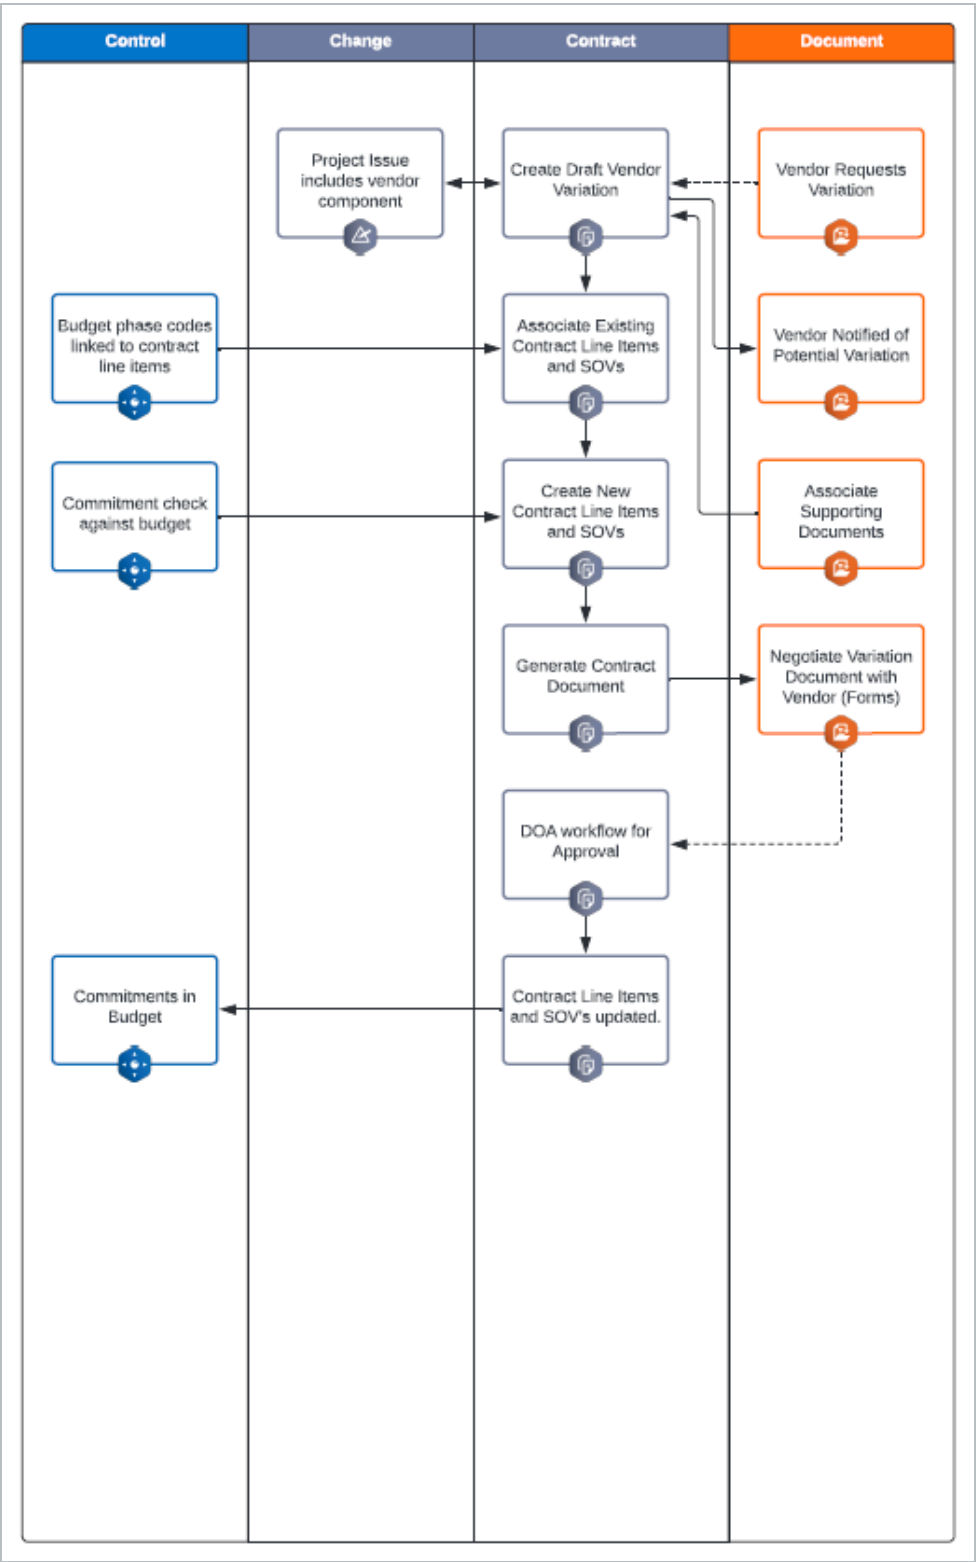 Control
Change
Contract
Document
Project Issue
includes vendor
component
Create Draft Vendor
Variation
Vendor Requests
Variation
Budget phase codes
linked to contract
line items
Associate Existing
Contract Line Items
and SOVs
Vendor Notified of
Potential Variation
Commitment check
against budget
Create New
Contract Line Items
and SOVs
Associate
Supporting
Documents
Generate Contract
Document
Negotiate Variation
Document with
Vendor (Forms)
DOA workflow for
Approval
Commitments in
Budget
Contract Line Items
and SOV's updated.